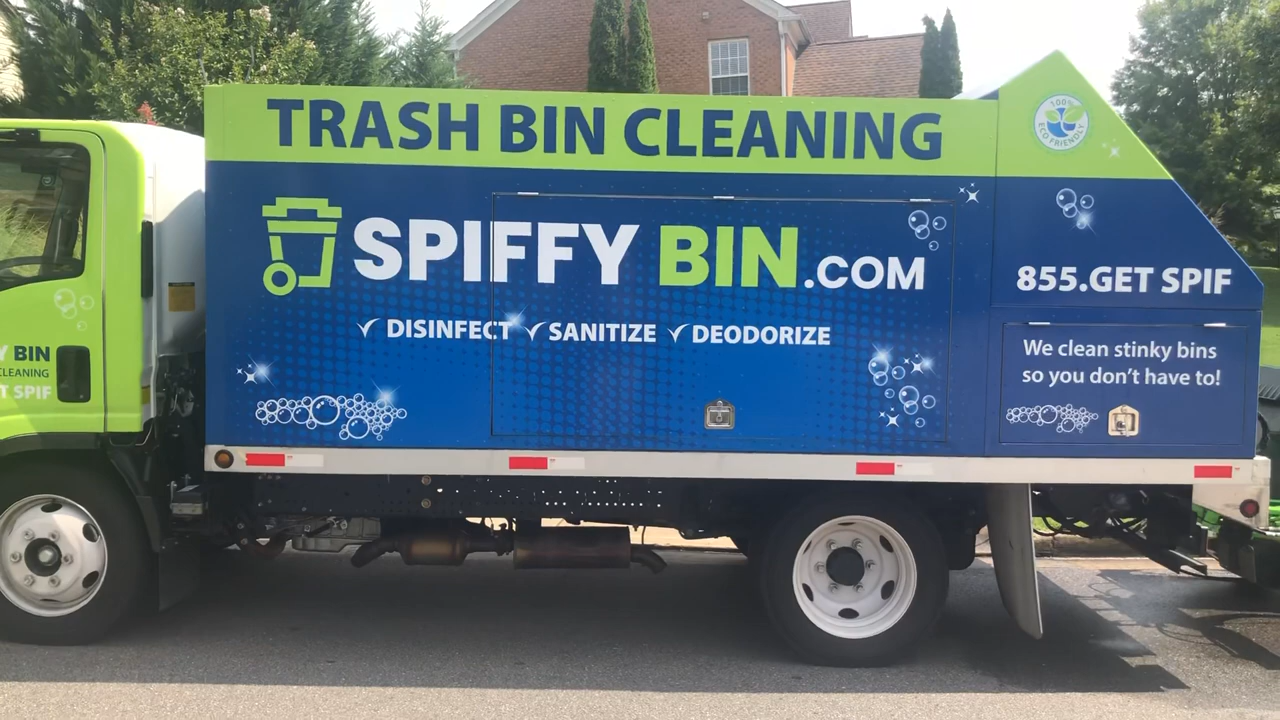 TRASH BIN CLEANING
100%
ECO FRIENDLY
SPIFFY BIN.COM
855.GET SPIF
DISINFECT SANITIZE DEODORIZE
We clean stinky bins
so you don't have to!
BIN
CLEANING
SPIF